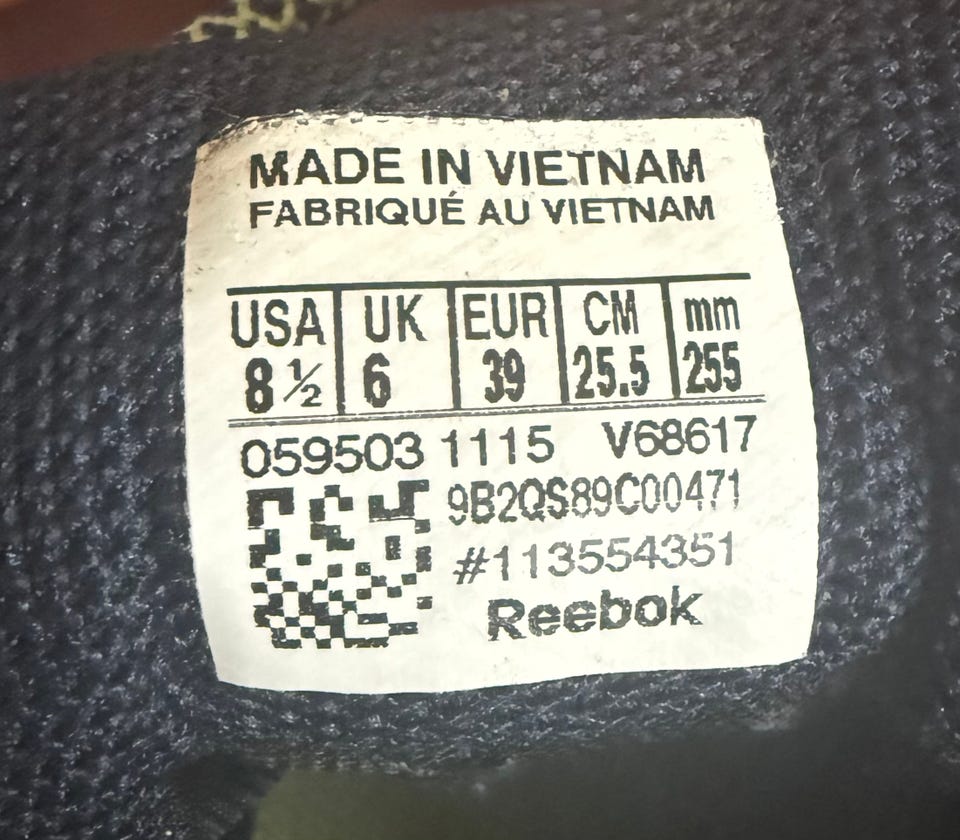 MADE IN VIETNAM
FABRIQUÉ AU VIETNAM
USA UK EUR CM mm
8 ½ 6 39 25.5 255
059503 1115 V68617
9B2QS89C00471
#113554351
Reebok